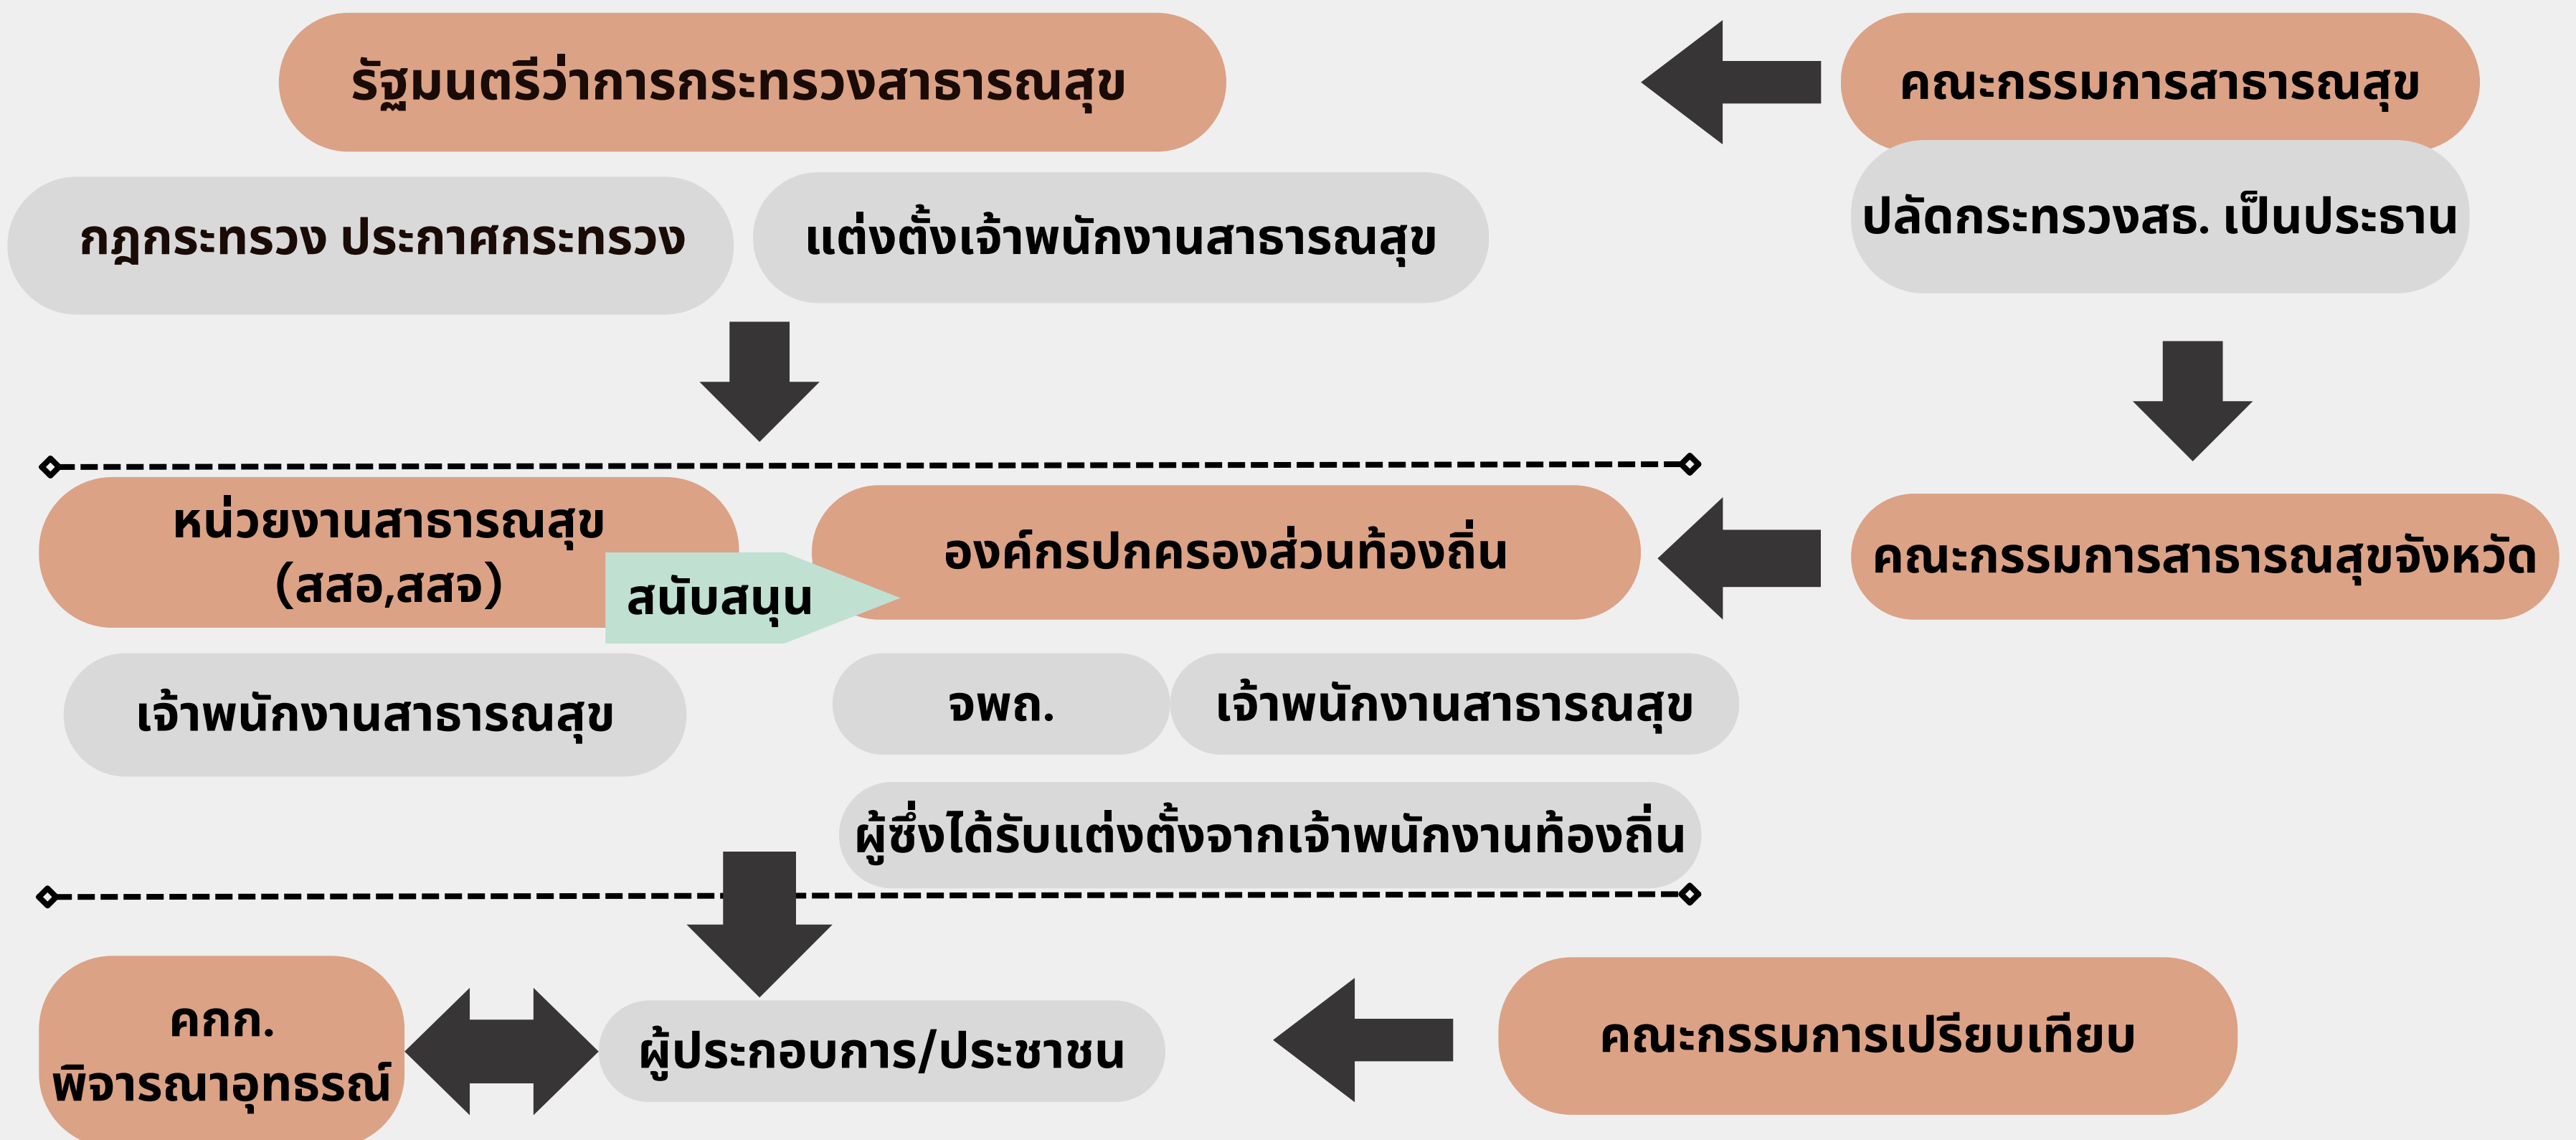 รัฐมนตรีว่าการกระทรวงสาธารณสุข
คณะกรรมการสาธารณสุข
ปลัดกระทรวงสธ. เป็นประธาน
กฎกระทรวง ประกาศกระทรวง
แต่งตั้งเจ้าพนักงานสาธารณสุข
หน่วยงานสาธารณสุข
(สสอ,สสจ)
สนับสนุน
องค์กรปกครองส่วนท้องถิ่น
คณะกรรมการสาธารณสุขจังหวัด
เจ้าพนักงานสาธารณสุข
จพถ.
เจ้าพนักงานสาธารณสุข
ผู้ซึ่งได้รับแต่งตั้งจากเจ้าพนักงานท้องถิ่น
คกก.
พิจารณาอุทธรณ์
ผู้ประกอบการ/ประชาชน
คณะกรรมการเปรียบเทียบ